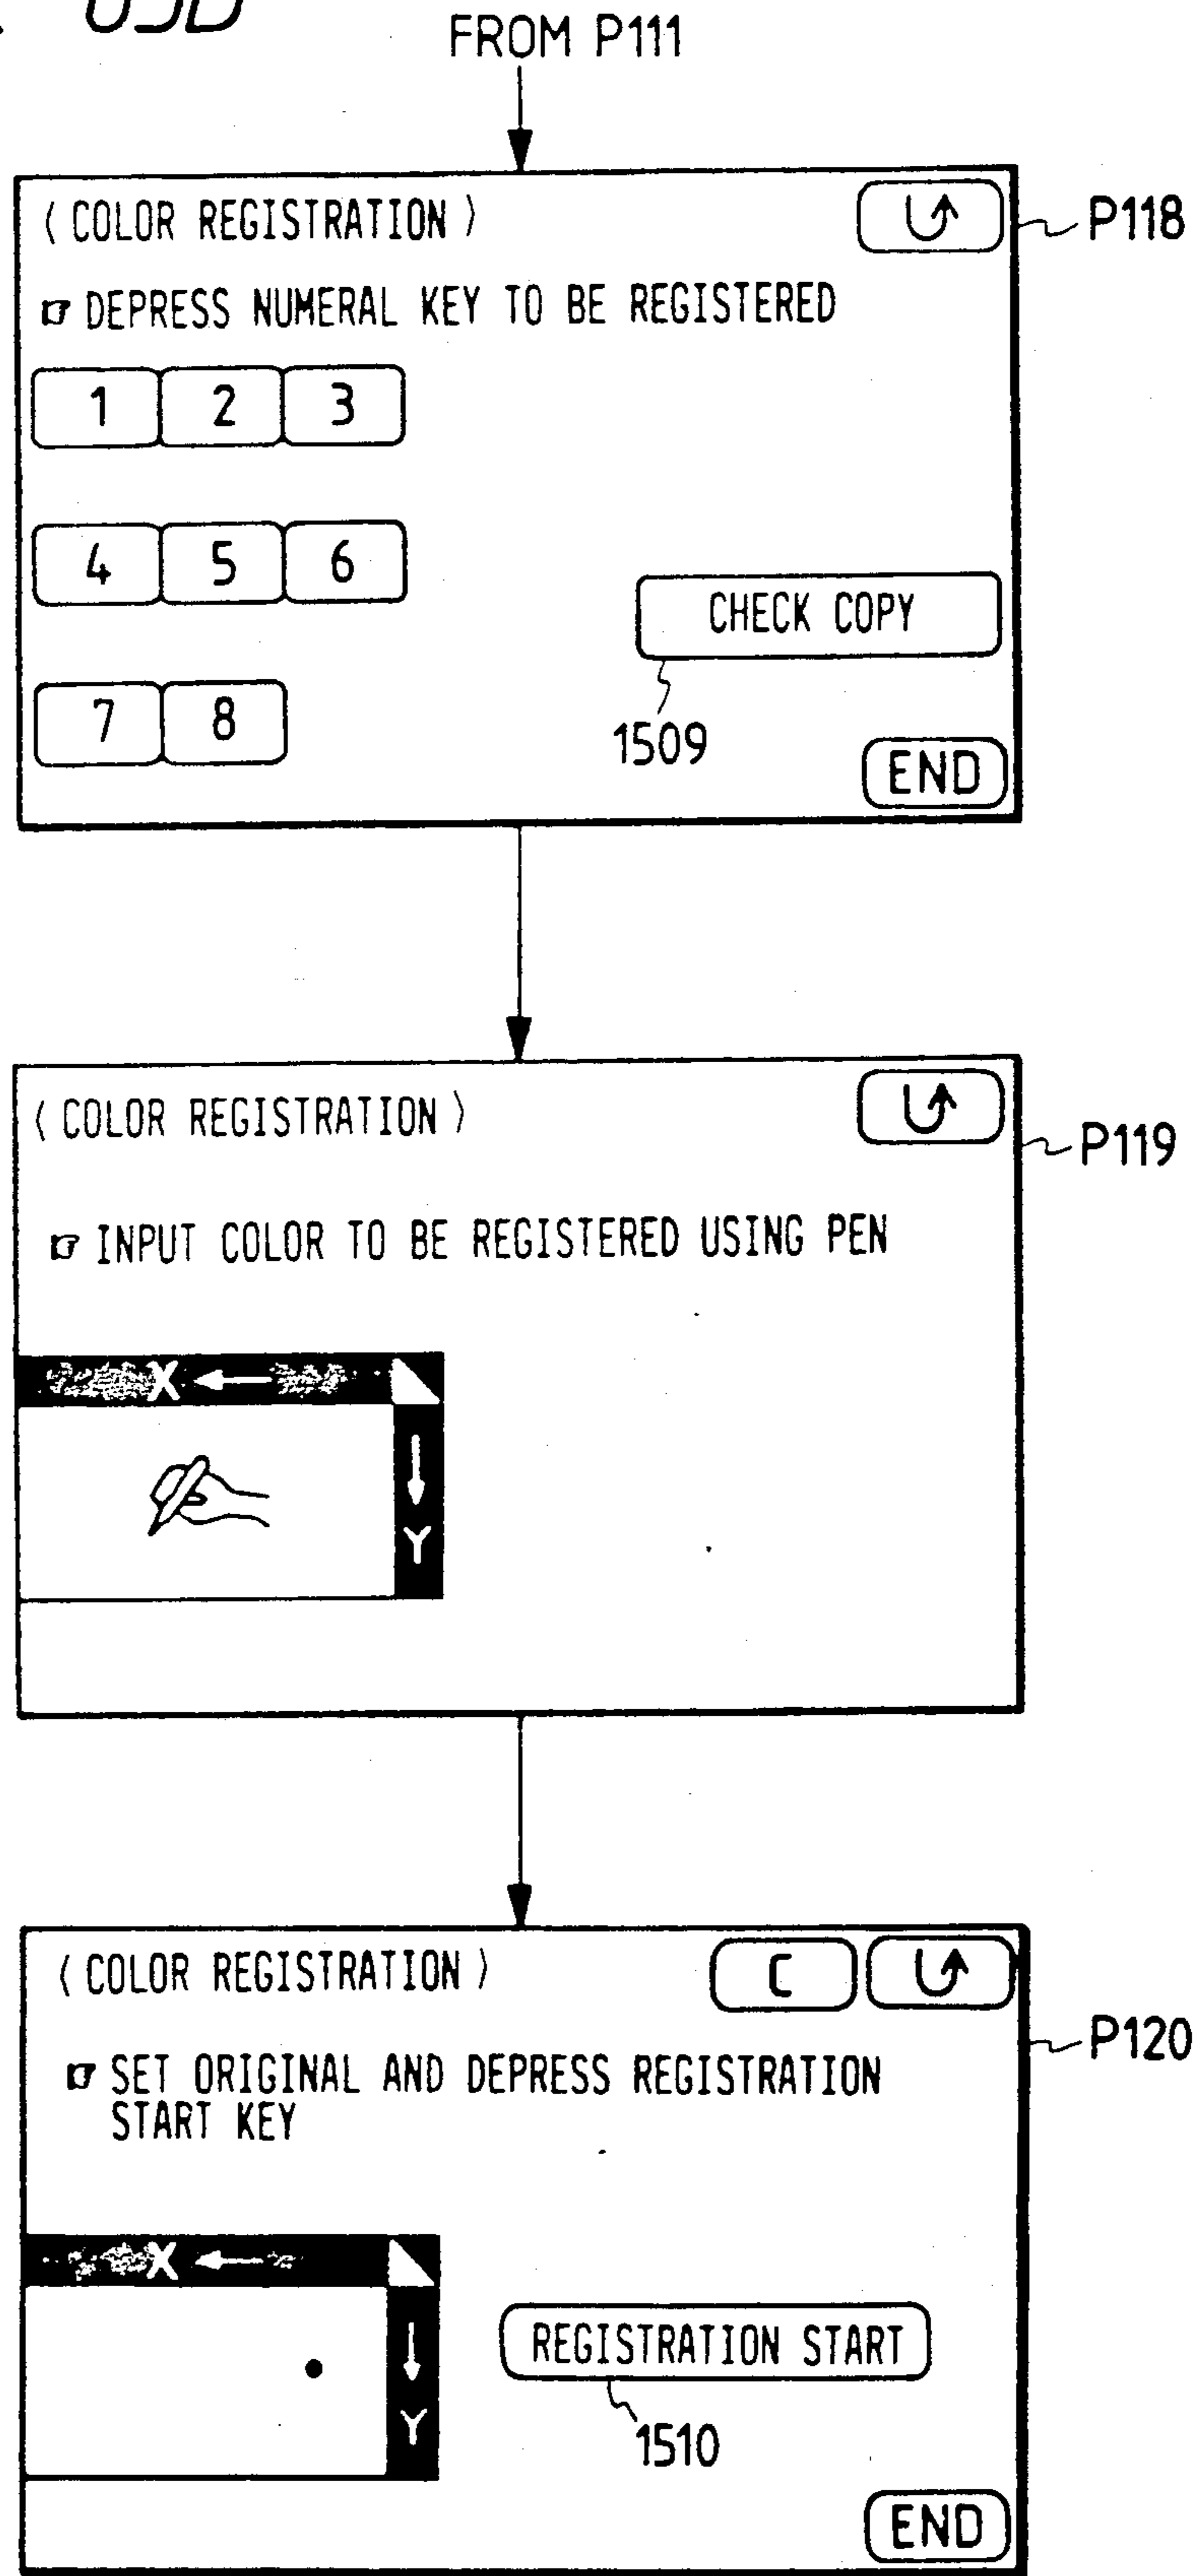 FROM P111
⟨ COLOR REGISTRATION ⟩
P118
☞ DEPRESS NUMERAL KEY TO BE REGISTERED
1 2 3
4 5 6
CHECK COPY
7 8
1509
END
⟨ COLOR REGISTRATION ⟩
P119
☞ INPUT COLOR TO BE REGISTERED USING PEN
X ←
↓
Y
⟨ COLOR REGISTRATION ⟩
C
P120
☞ SET ORIGINAL AND DEPRESS REGISTRATION
START KEY
X ←
↓
REGISTRATION START
Y
1510
END